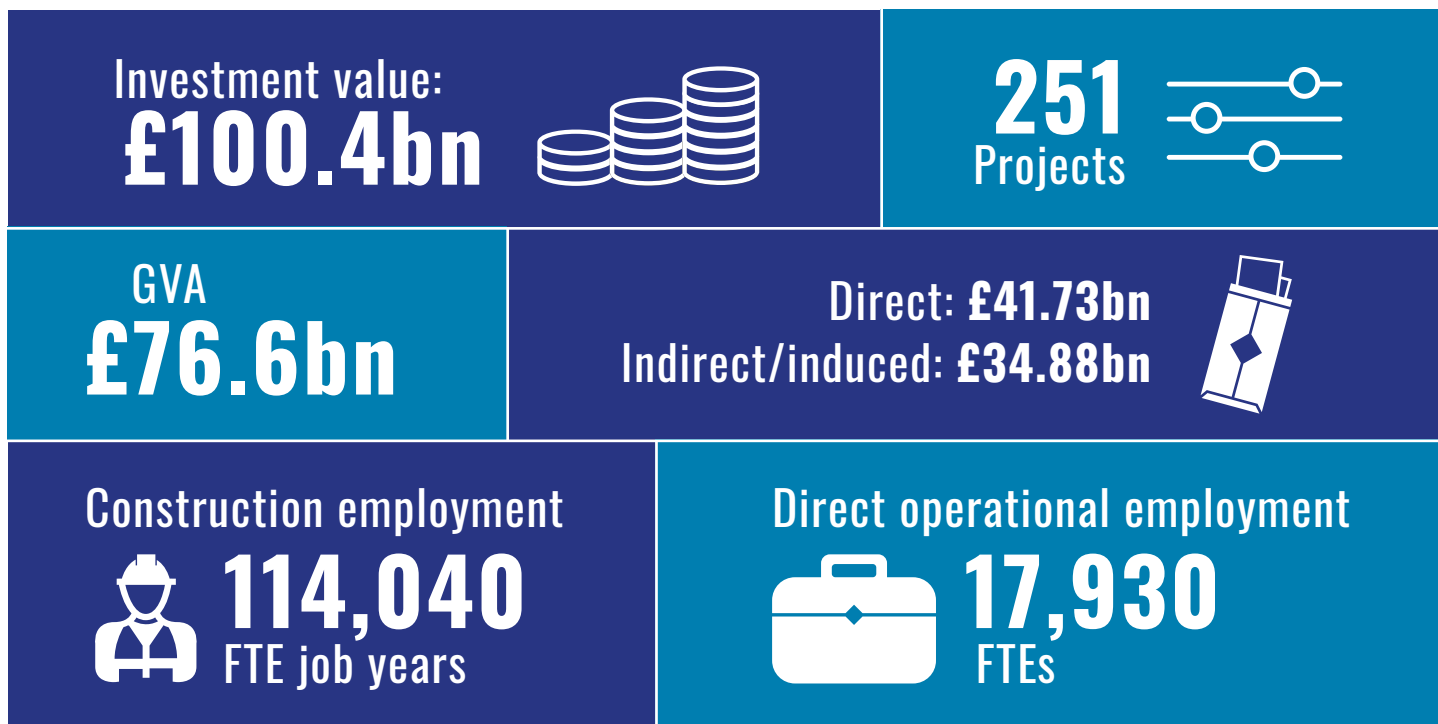 Investment value:
£100.4bn
251
Projects
GVA
£76.6bn
Direct: £41.73bn
Indirect/induced: £34.88bn
Construction employment
114,040
FTE job years
Direct operational employment
17,930
FTEs